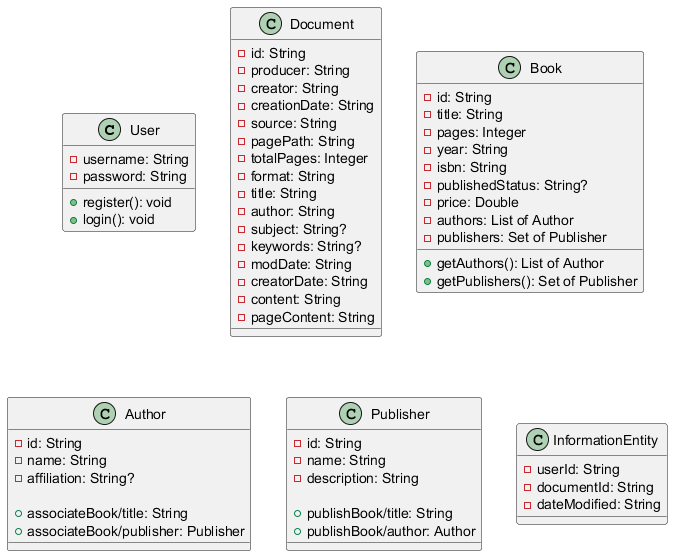 C User
username: String
password: String
register(): void
login(): void
C Document
id: String
producer: String
creator: String
creationDate: String
source: String
pagePath: String
totalPages: Integer
format: String
title: String
author: String
subject: String?
keywords: String?
modDate: String
creatorDate: String
content: String
pageContent: String
C Book
id: String
title: String
pages: Integer
year: String
isbn: String
publishedStatus: String?
price: Double
authors: List of Author
publishers: Set of Publisher
getAuthors(): List of Author
getPublishers(): Set of Publisher
C Author
id: String
name: String
affiliation: String?
associateBook/title: String
associateBook/publisher: Publisher
C Publisher
id: String
name: String
description: String
publishBook/title: String
publishBook/author: Author
C InformationEntity
userId: String
documentId: String
dateModified: String